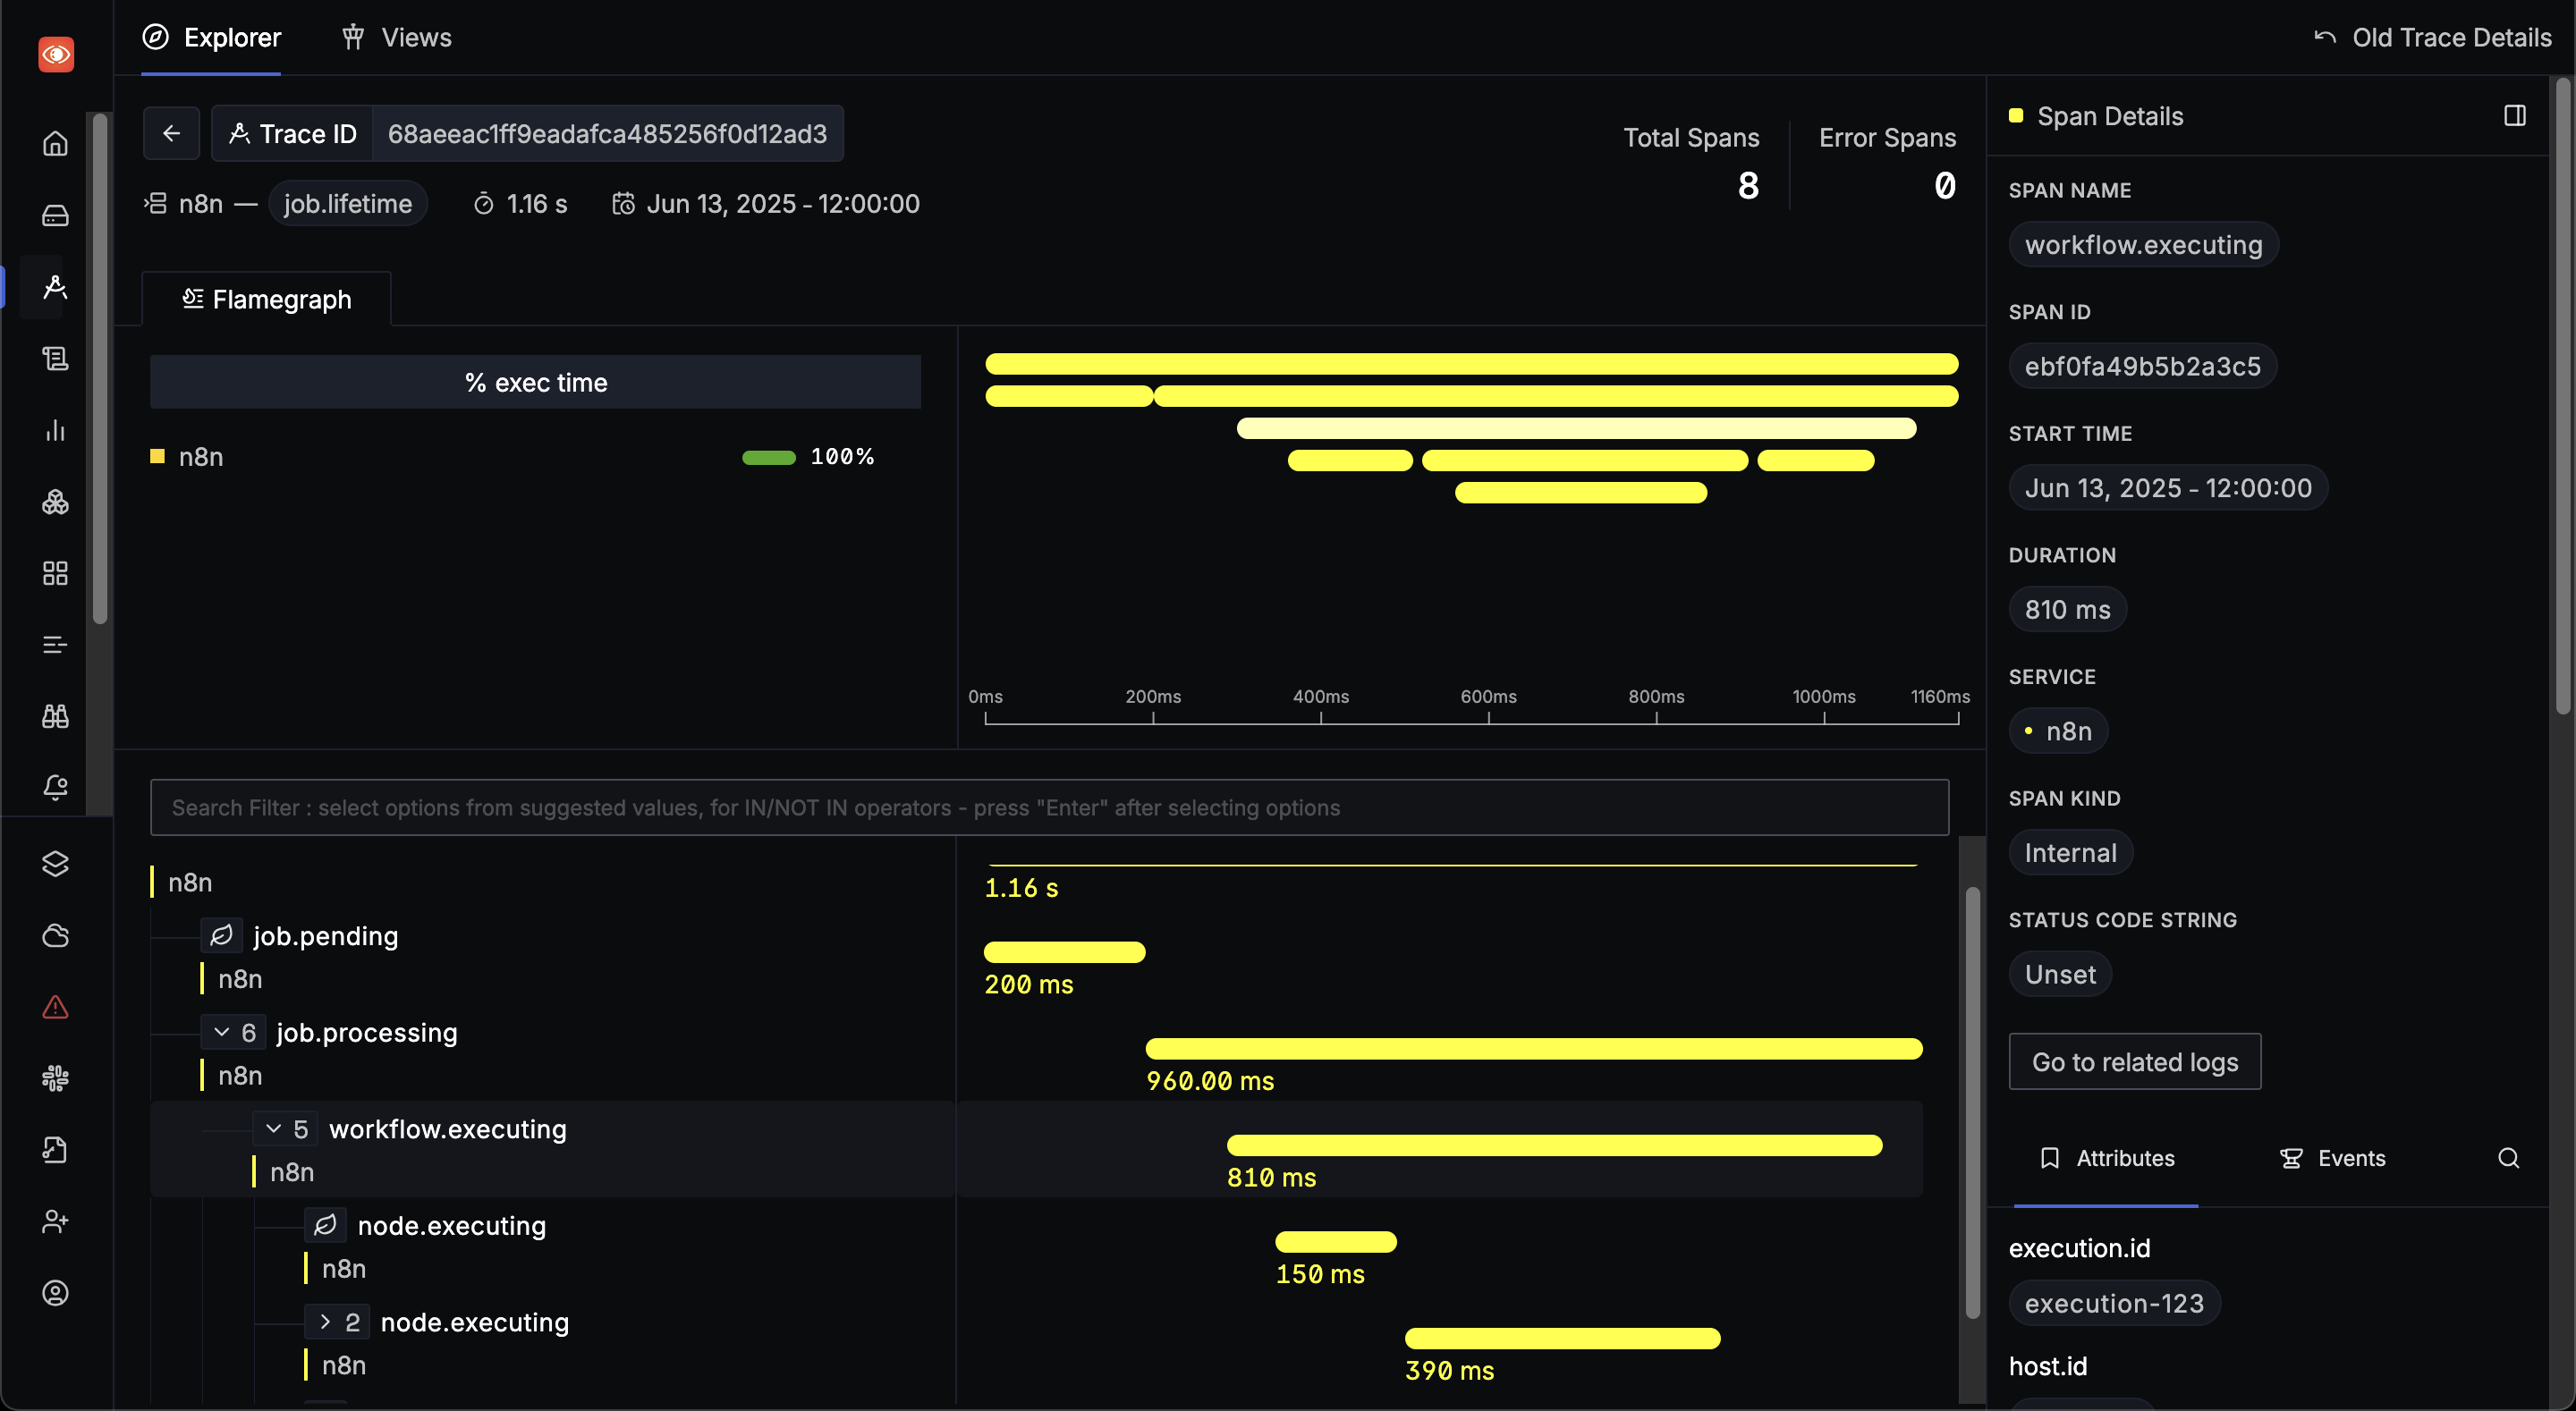 Explorer
Views
Old Trace Details
Trace ID
68aeeac1ff9eadafca485256f0d12ad3
n8n — job.lifetime
1.16 s
Jun 13, 2025 - 12:00:00
Total Spans
8
Error Spans
0
Flamegraph
% exec time
n8n
100%
0ms
200ms
400ms
600ms
800ms
1000ms
1160ms
Search Filter : select options from suggested values, for IN/NOT IN operators - press "Enter" after selecting options
n8n
1.16 s
job.pending
n8n
200 ms
6 job.processing
n8n
960.00 ms
5 workflow.executing
n8n
810 ms
node.executing
n8n
150 ms
2 node.executing
n8n
390 ms
Span Details
SPAN NAME
workflow.executing
SPAN ID
ebf0fa49b5b2a3c5
START TIME
Jun 13, 2025 - 12:00:00
DURATION
810 ms
SERVICE
n8n
SPAN KIND
Internal
STATUS CODE STRING
Unset
Go to related logs
Attributes
Events
execution.id
execution-123
host.id